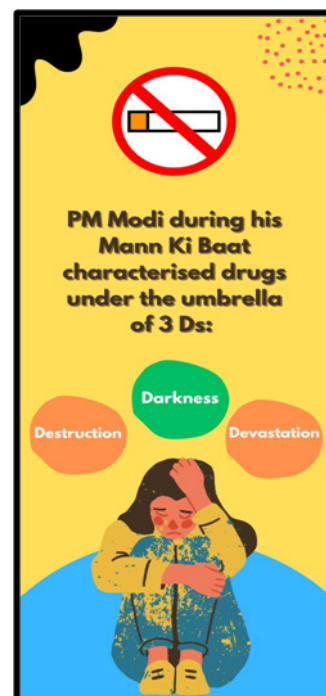 PM Modi during his
Mann Ki Baat
characterised drugs
under the umbrella
of 3 Ds:
Darkness
Destruction
Devastation